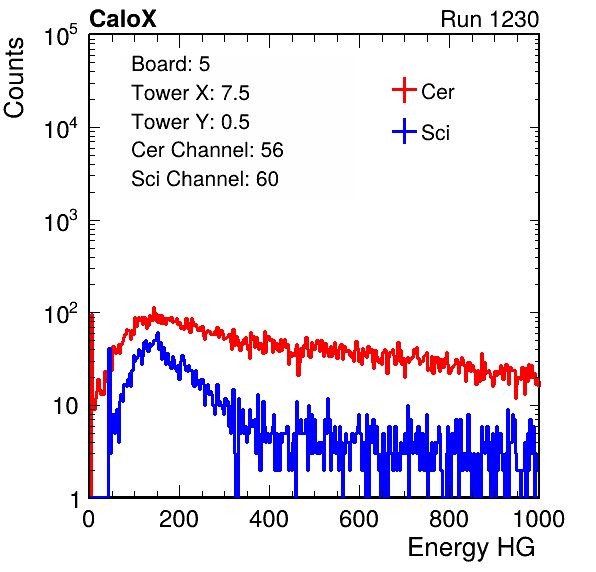 CaloX Run 1230
Counts
10^5
10^4
10^3
10^2
10
1
Board: 5
Tower X: 7.5
Tower Y: 0.5
Cer Channel: 56
Sci Channel: 60
Cer
Sci
0 200 400 600 800 1000
Energy HG